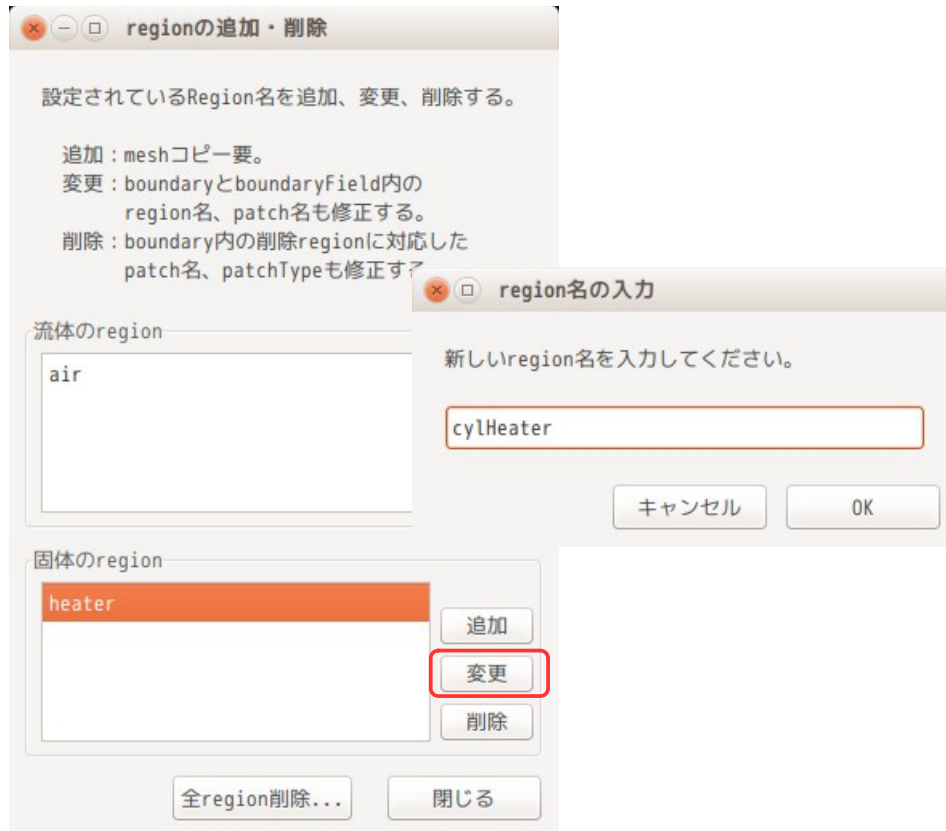 regionの追加・削除
設定されているRegion名を追加、変更、削除する。
追加：meshコピー要。
変更：boundaryとboundaryField内の
region名、patch名も修正する。
削除：boundary内の削除regionに対応した
patch名、patchTypeも修正する
流体のregion
air
固体のregion
heater
追加
変更
削除
全region削除...
閉じる
region名の入力
新しいregion名を入力してください。
cylHeater
キャンセル
OK